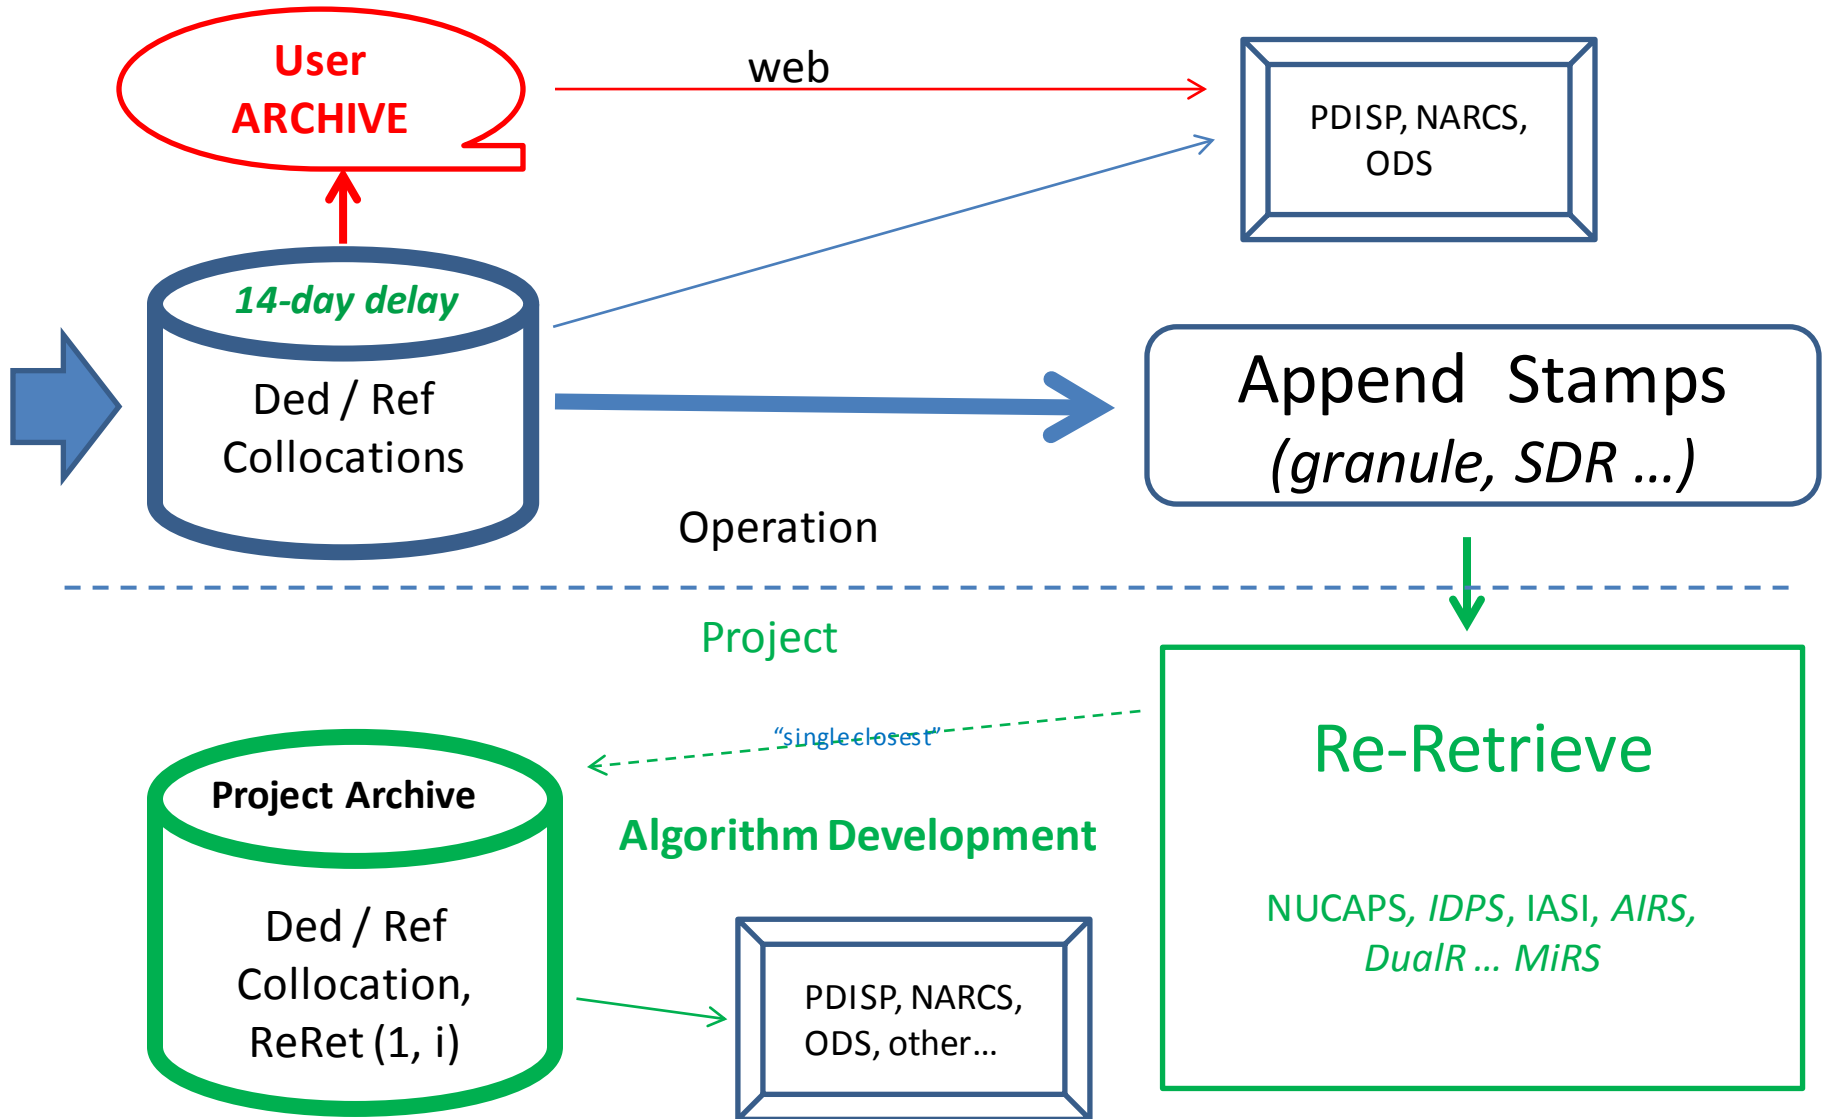 User
ARCHIVE
web
PDISP, NARCS,
ODS
14-day delay
Ded / Ref
Collocations
Append Stamps
(granule, SDR ...)
Operation
Project
"single closest"
Re-Retrieve
NUCAPS, IDPS, IASI, AIRS,
DualR ... MiRS
Project Archive
Algorithm Development
Ded / Ref
Collocation,
ReRet (1, i)
PDISP, NARCS,
ODS, other...